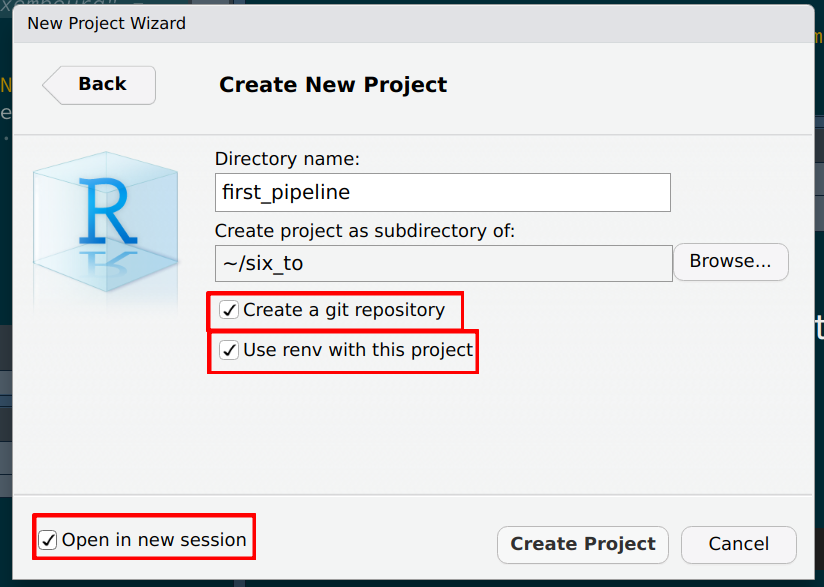 New Project Wizard
Back
Create New Project
R
Directory name:
first_pipeline
Create project as subdirectory of:
~/six_to
Browse...
Create a git repository
Use renv with this project
Open in new session
Create Project
Cancel